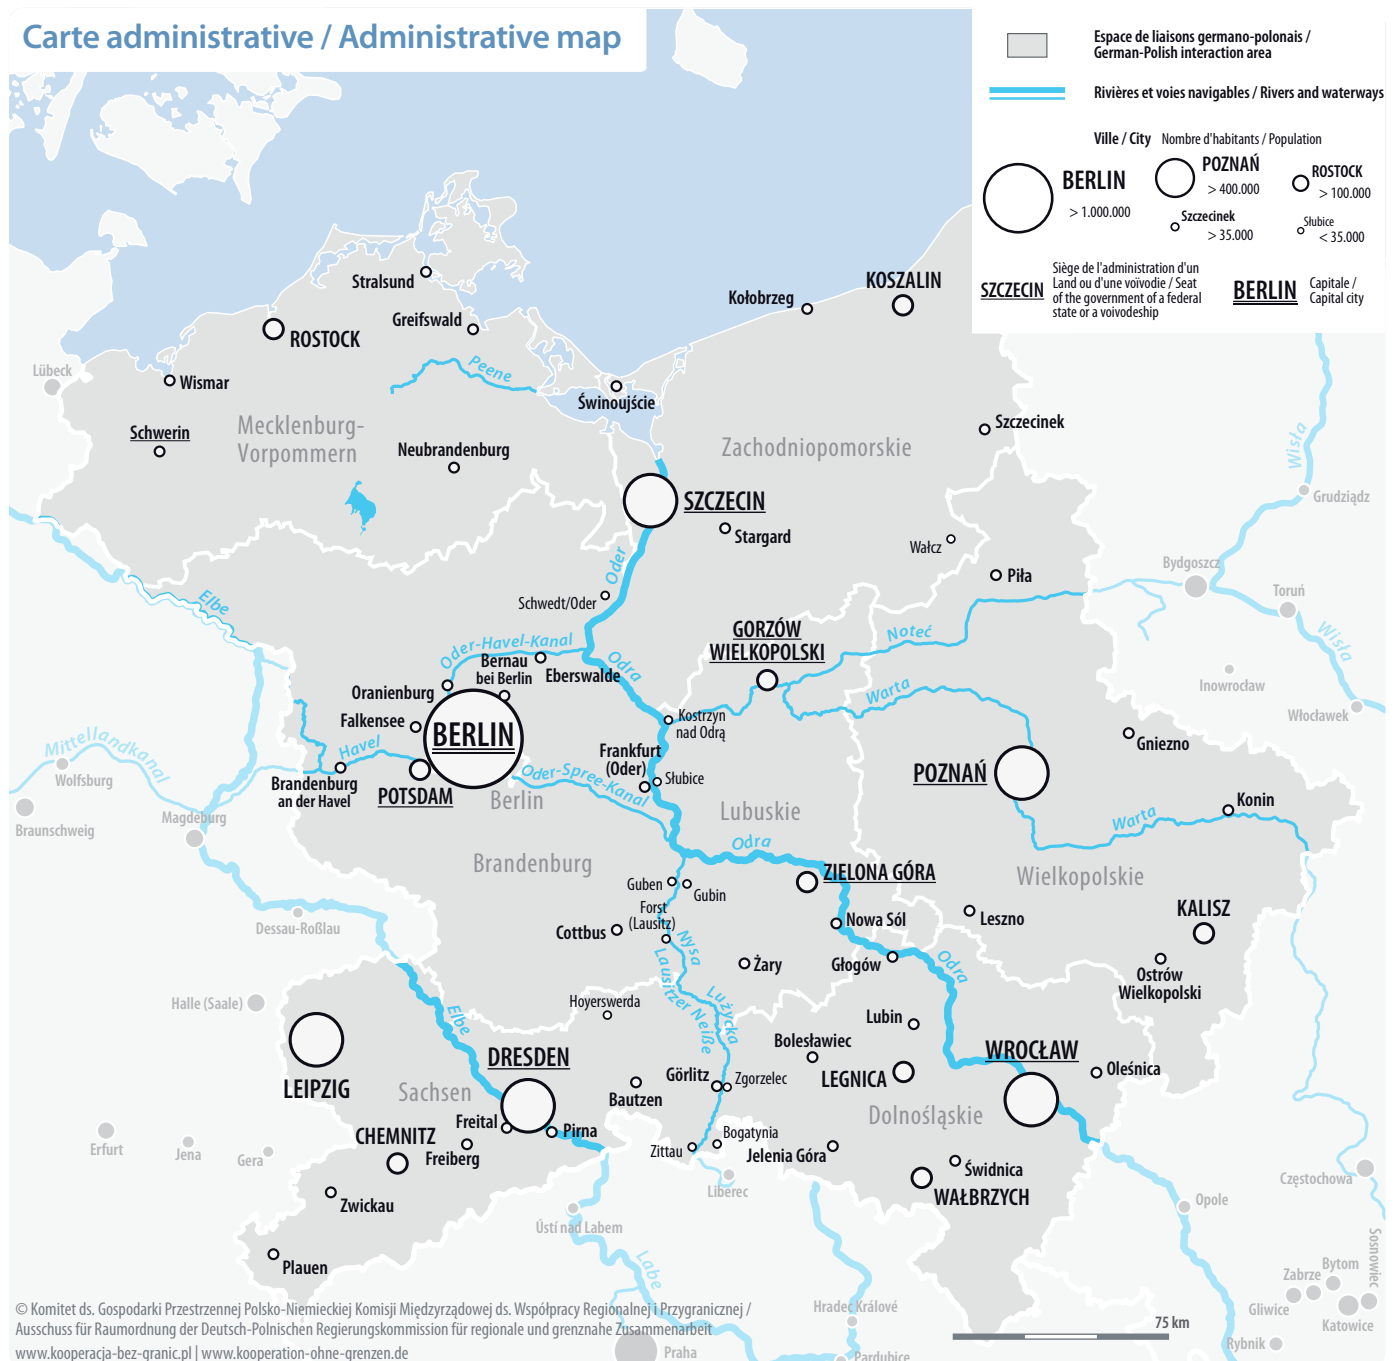 Carte administrative / Administrative map
Espace de liaisons germano-polonais /
German-Polish interaction area
Rivières et voies navigables / Rivers and waterways
Ville / City Nombre d'habitants / Population
BERLIN
> 1.000.000
POZNAŃ
> 400.000
ROSTOCK
> 100.000
Szczecinek
> 35.000
Słubice
< 35.000
SZCZECIN
Siège de l'administration d'un
Land ou d'une voïvodie / Seat
of the government of a federal
state or a voivodeship
BERLIN
Capitale /
Capital city
Stralsund
Greifswald
ROSTOCK
Kołobrzeg
KOSZALIN
Lübeck
Wismar
Peene
Świnoujście
Schwerin
Mecklenburg-
Vorpommern
Neubrandenburg
Zachodniopomorskie
Szczecinek
Wisła
Grudziądz
SZCZECIN
Stargard
Wałcz
Piła
Bydgoszcz
Toruń
Wisła
Oder
Schwedt/Oder
Elbe
Oder-Havel-Kanal
Bernau
bei Berlin
Eberswalde
Odra
GORZÓW
WIELKOPOLSKI
Noteć
Warta
Inowrocław
Włocławek
Oranienburg
Falkensee
BERLIN
Kostrzyn
nad Odrą
Gniezno
Mittellandkanal
Wolfsburg
Havel
Brandenburg
an der Havel
POTSDAM
Berlin
Oder-Spree-Kanal
Frankfurt
(Oder)
Słubice
POZNAŃ
Konin
Braunschweig
Magdeburg
Lubuskie
Warta
Odra
Brandenburg
ZIELONA GÓRA
Wielkopolskie
Guben
Gubin
Forst
(Lausitz)
Nowa Sól
Leszno
KALISZ
Dessau-Roßlau
Cottbus
Nysa
Łużycka
Lausitzer Neiße
Żary
Głogów
Odra
Ostrów
Wielkopolski
Halle (Saale)
Elbe
Hoyerswerda
Lubin
Bolesławiec
LEIPZIG
DRESDEN
Görlitz
Zgorzelec
LEGNICA
WROCŁAW
Oleśnica
Sachsen
Bautzen
Dolnośląskie
Freital
Pirna
CHEMNITZ
Freiberg
Erfurt
Jena
Gera
Zittau
Bogatynia
Jelenia Góra
Świdnica
WAŁBRZYCH
Liberec
Częstochowa
Opole
Zwickau
Ústí nad Labem
Plauen
Labe
Sosnowiec
Bytom
Zabrze
Gliwice
Katowice
Rybnik
Hradec Králové
Pardubice
Praha
75 km
© Komitet ds. Gospodarki Przestrzennej Polsko-Niemieckiej Komisji Międzyrządowej ds. Współpracy Regionalnej i Przygranicznej /
Ausschuss für Raumordnung der Deutsch-Polnischen Regierungskommission für regionale und grenznahe Zusammenarbeit
www.kooperacja-bez-granic.pl | www.kooperation-ohne-grenzen.de